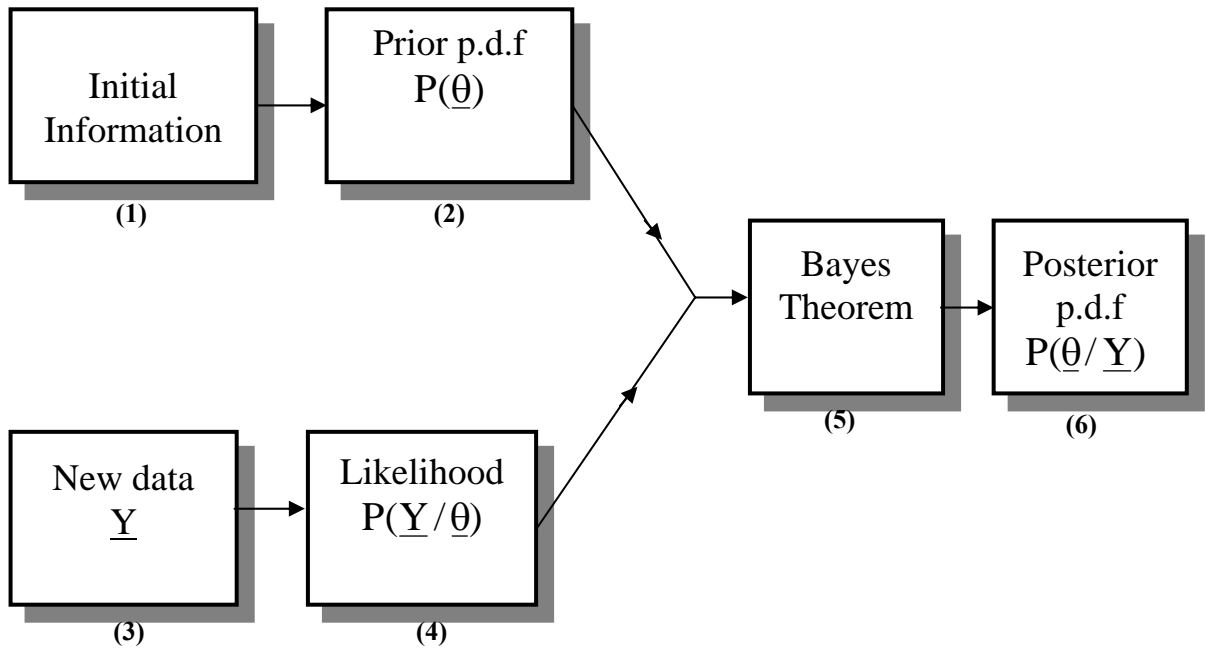 Initial
Information
(1)
Prior p.d.f
P(θ)
(2)
New data
Y
(3)
Likelihood
P(Y/θ)
(4)
Bayes
Theorem
(5)
Posterior
p.d.f
P(θ/Y)
(6)